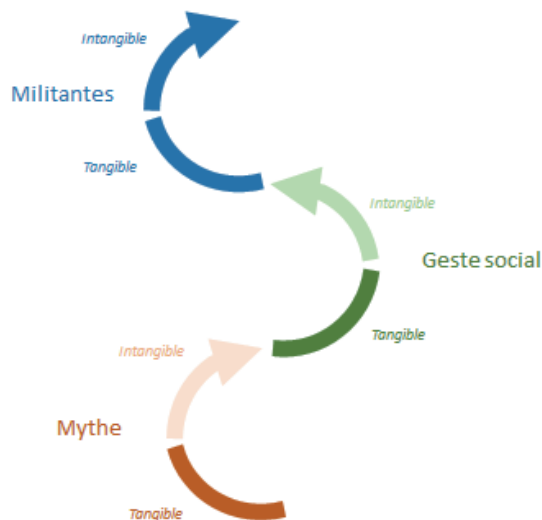 Intangible
Militantes
Tangible
Intangible
Geste social
Tangible
Intangible
Mythe
Tangible